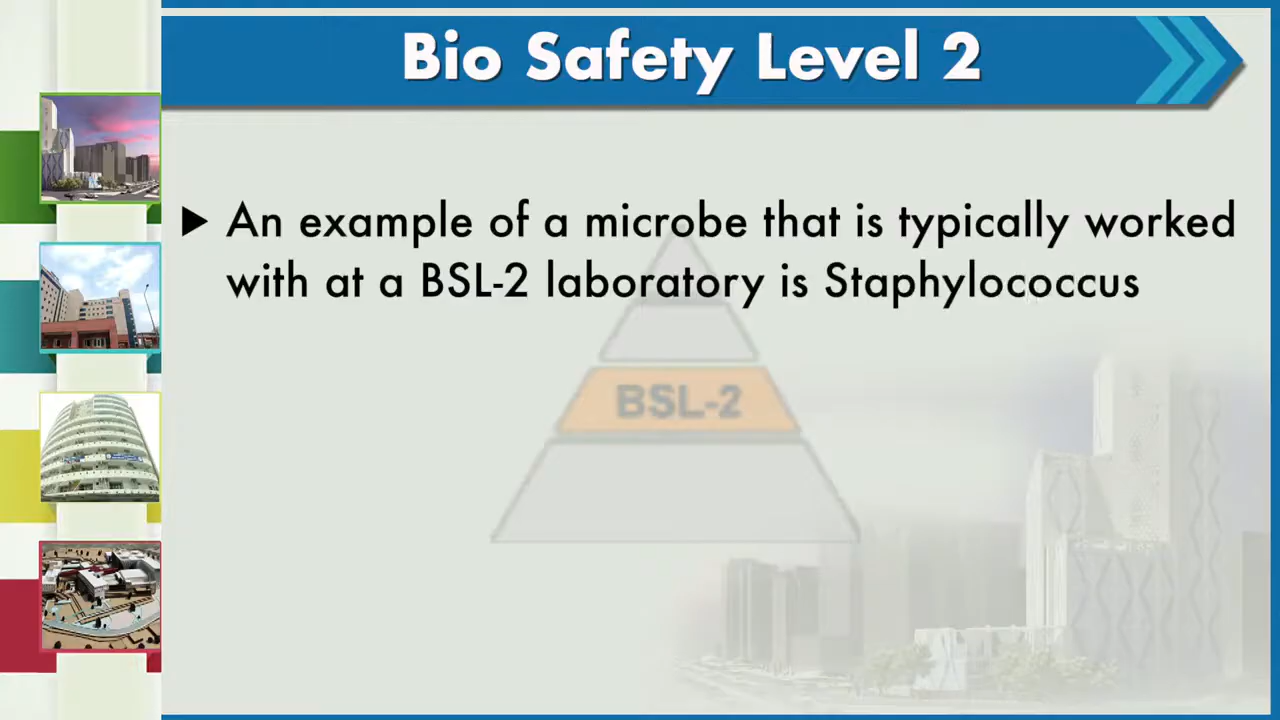 Bio Safety Level 2
An example of a microbe that is typically worked
with at a BSL-2 laboratory is Staphylococcus
BSL-2